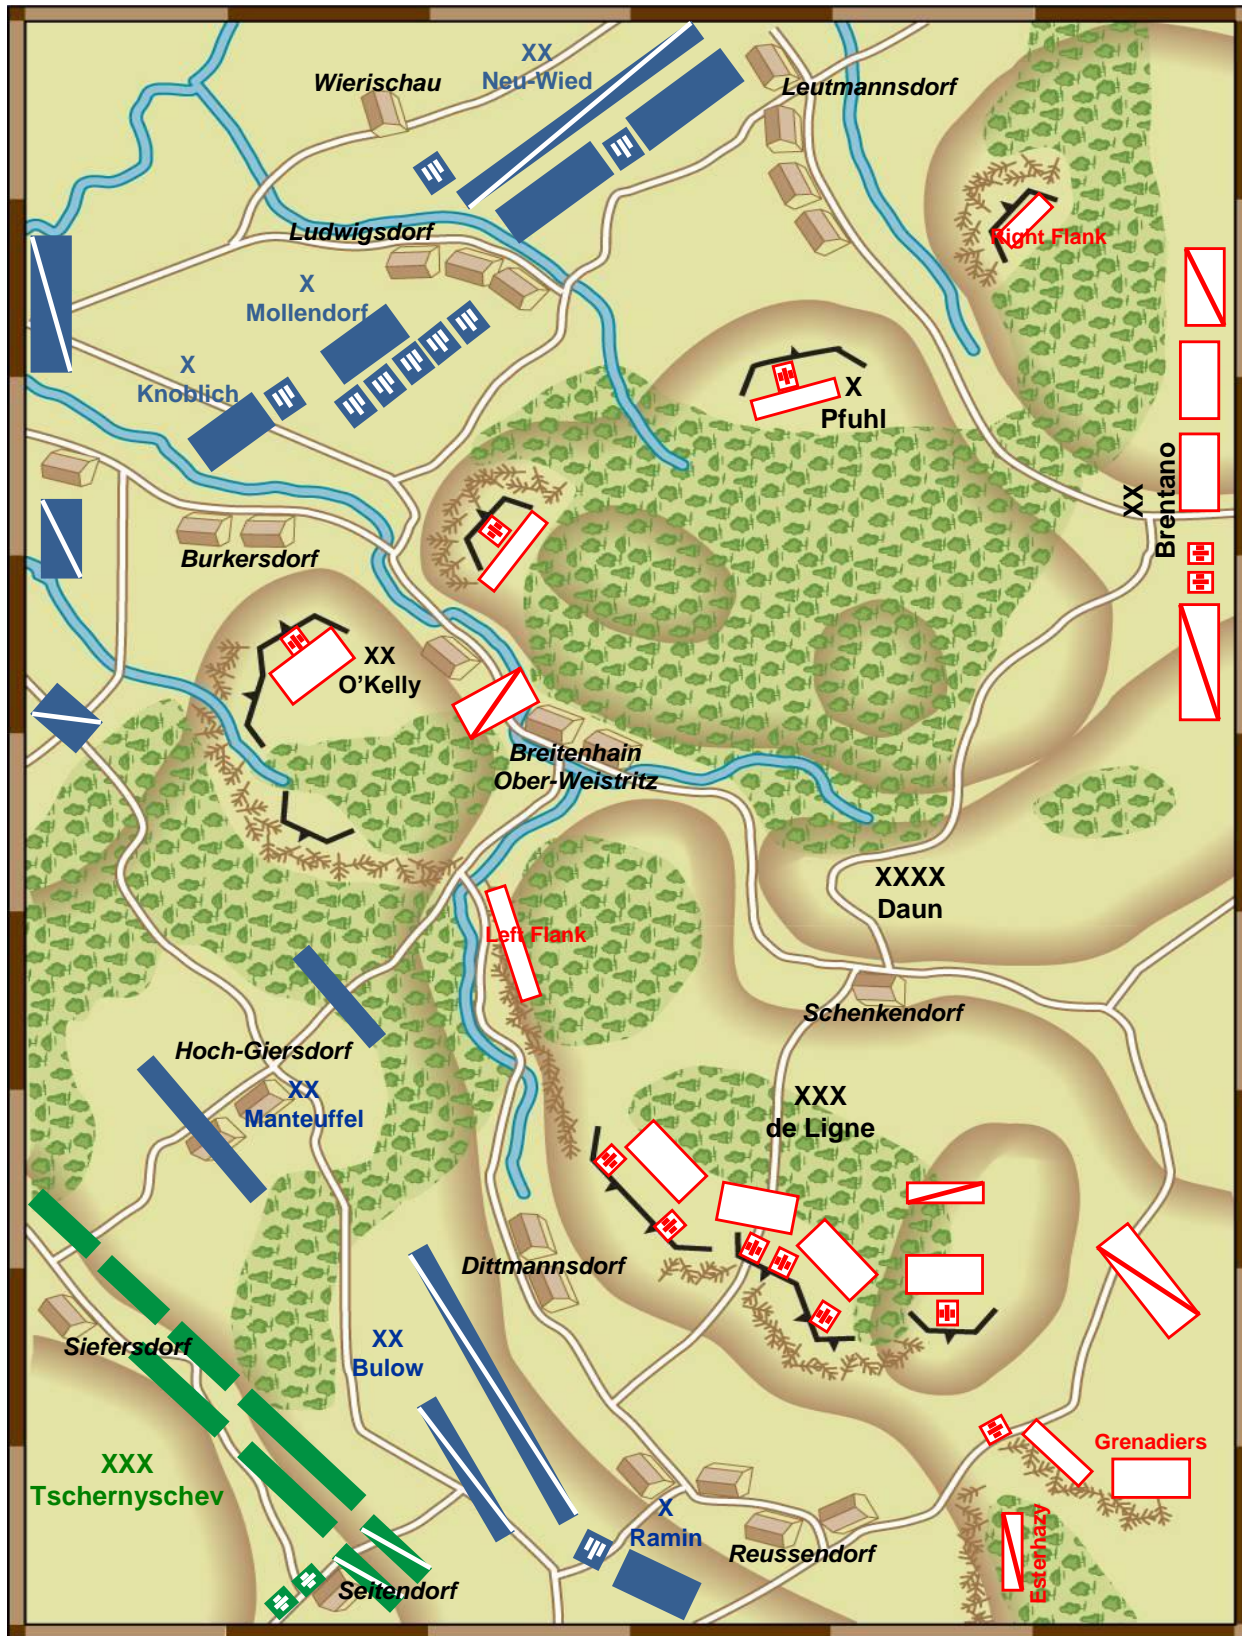 XX
Neu-Wied
Wierischau
Leutmannsdorf
Ludwigsdorf
Right Flank
X
Mollendorf
X
Knoblich
X
Pfuhl
XX
Brentano
Burkersdorf
XX
O'Kelly
Breitenhain
Ober-Weistritz
XXXX
Daun
Left Flank
Schenkendorf
Hoch-Giersdorf
XX
Manteuffel
XXX
de Ligne
Dittmannsdorf
Siefersdorf
XX
Bulow
XXX
Tschernyschev
Grenadiers
X
Ramin
Reussendorf
Esterhazy
Seitendorf